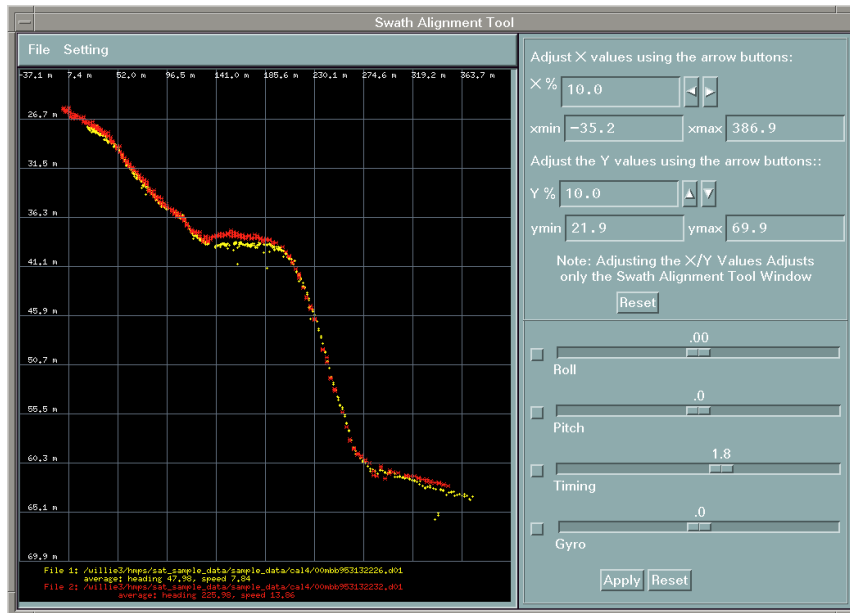 Swath Alignment Tool
File Setting
-37.1 m 7.4 m 52.0 m 96.5 m 141.0 m 185.6 m 230.1 m 274.6 m 319.2 m 363.7 m
26.7 m
31.5 m
36.3 m
41.1 m
45.9 m
50.7 m
55.5 m
60.3 m
65.1 m
69.9 m
File 1: /willie3/hmps/sat_sample_data/sample_data/cal4/00mbb953132226.d01
average: heading 47.98, speed 7.84
File 2: /willie3/hmps/sat_sample_data/sample_data/cal4/00mbb953132232.d01
average: heading 225.98, speed 13.86
Adjust X values using the arrow buttons:
X % 10.0
xmin -35.2 xmax 386.9
Adjust the Y values using the arrow buttons::
Y % 10.0
ymin 21.9 ymax 69.9
Note: Adjusting the X/Y Values Adjusts
only the Swath Alignment Tool Window
Reset
.00
Roll
.0
Pitch
1.8
Timing
.0
Gyro
Apply Reset